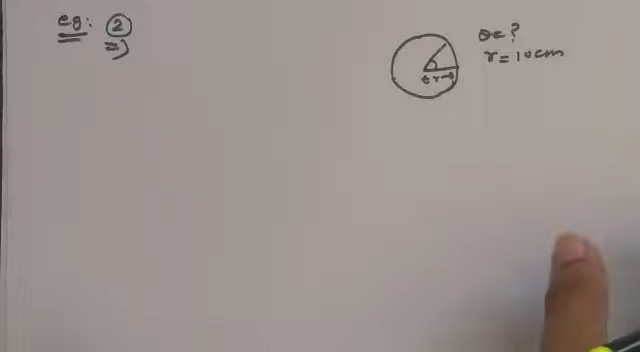 eg: 2
=)
θ=?
r=10cm
←r→